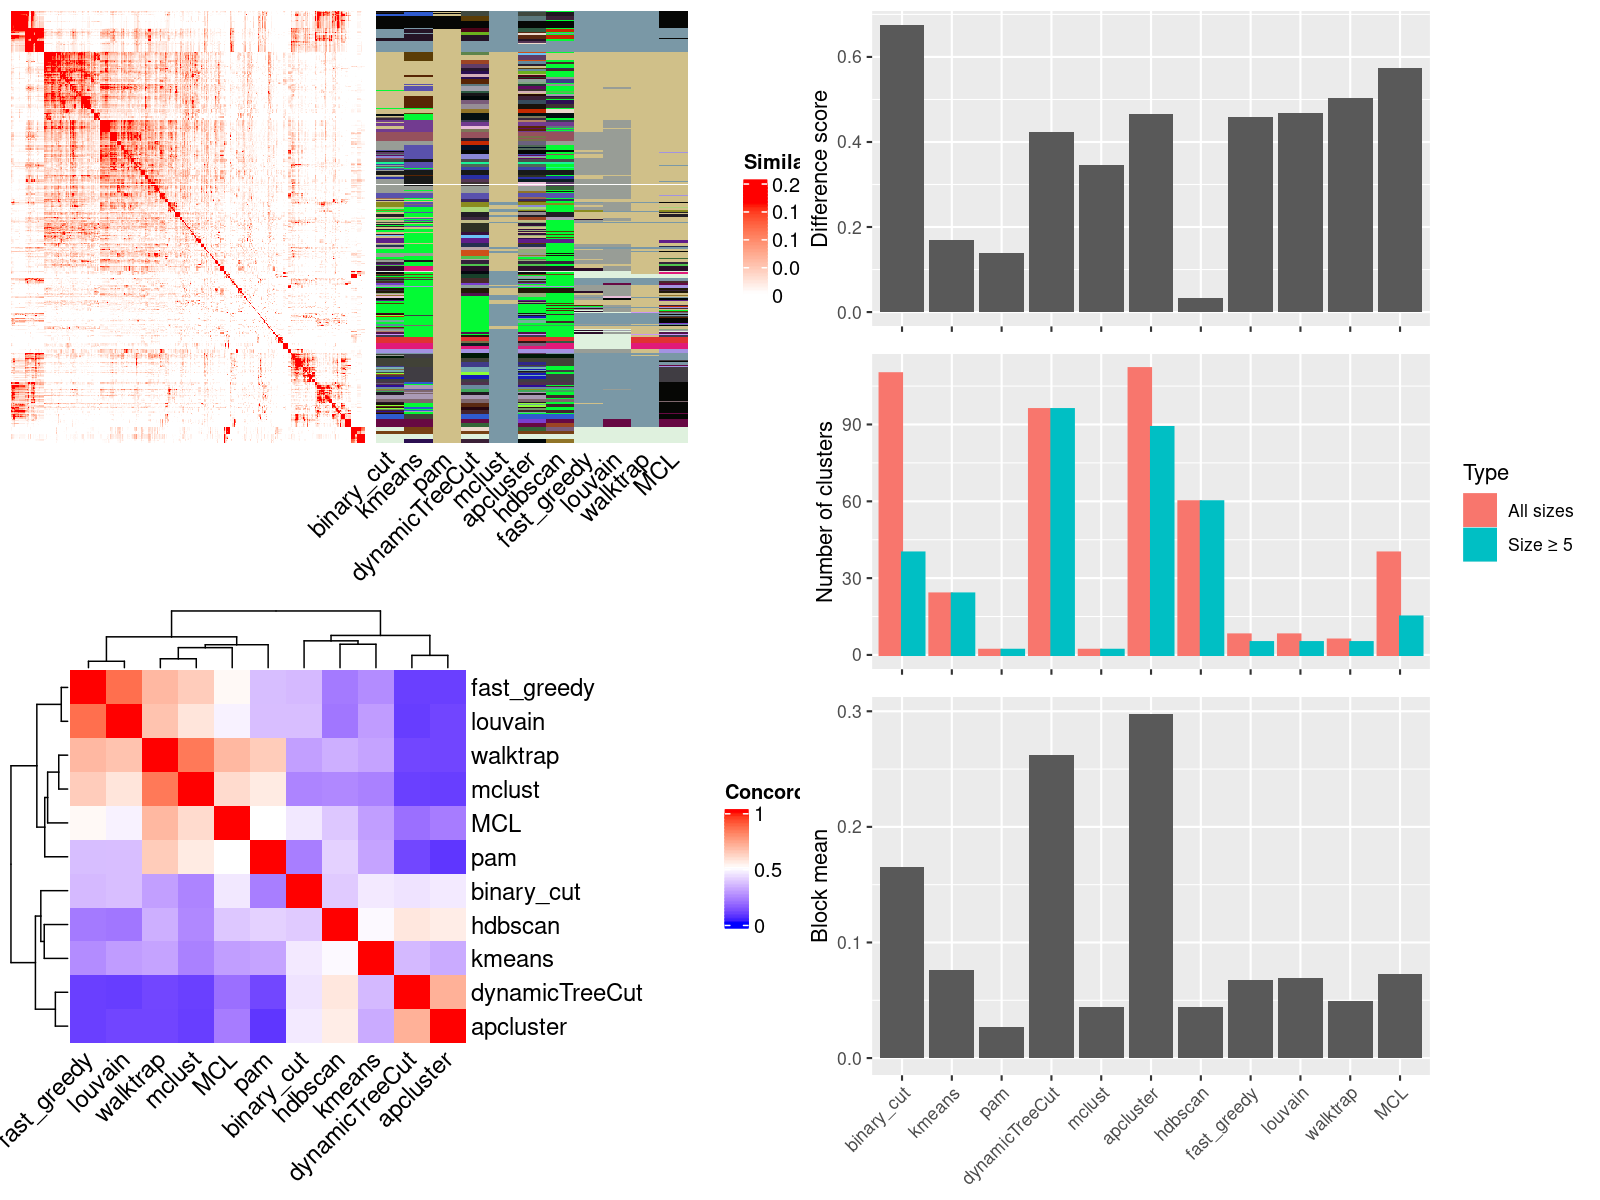 Simila
0.2
0.1
0.1
0.0
0
binary_cut
kmeans
pam
dynamicTreeCut
mclust
apcluster
hdbscan
fast_greedy
louvain
walktrap
MCL
fast_greedy
louvain
walktrap
mclust
MCL
pam
binary_cut
hdbscan
kmeans
dynamicTreeCut
apcluster
fast_greedy
louvain
walktrap
mclust
MCL
pam
binary_cut
hdbscan
kmeans
dynamicTreeCut
apcluster
Concord
1
0.5
0
Difference score
0.6
0.4
0.2
0.0
Number of clusters
90
60
30
0
Type
All sizes
Size ≥ 5
Block mean
0.3
0.2
0.1
0.0
binary_cut
kmeans
pam
dynamicTreeCut
mclust
apcluster
hdbscan
fast_greedy
louvain
walktrap
MCL